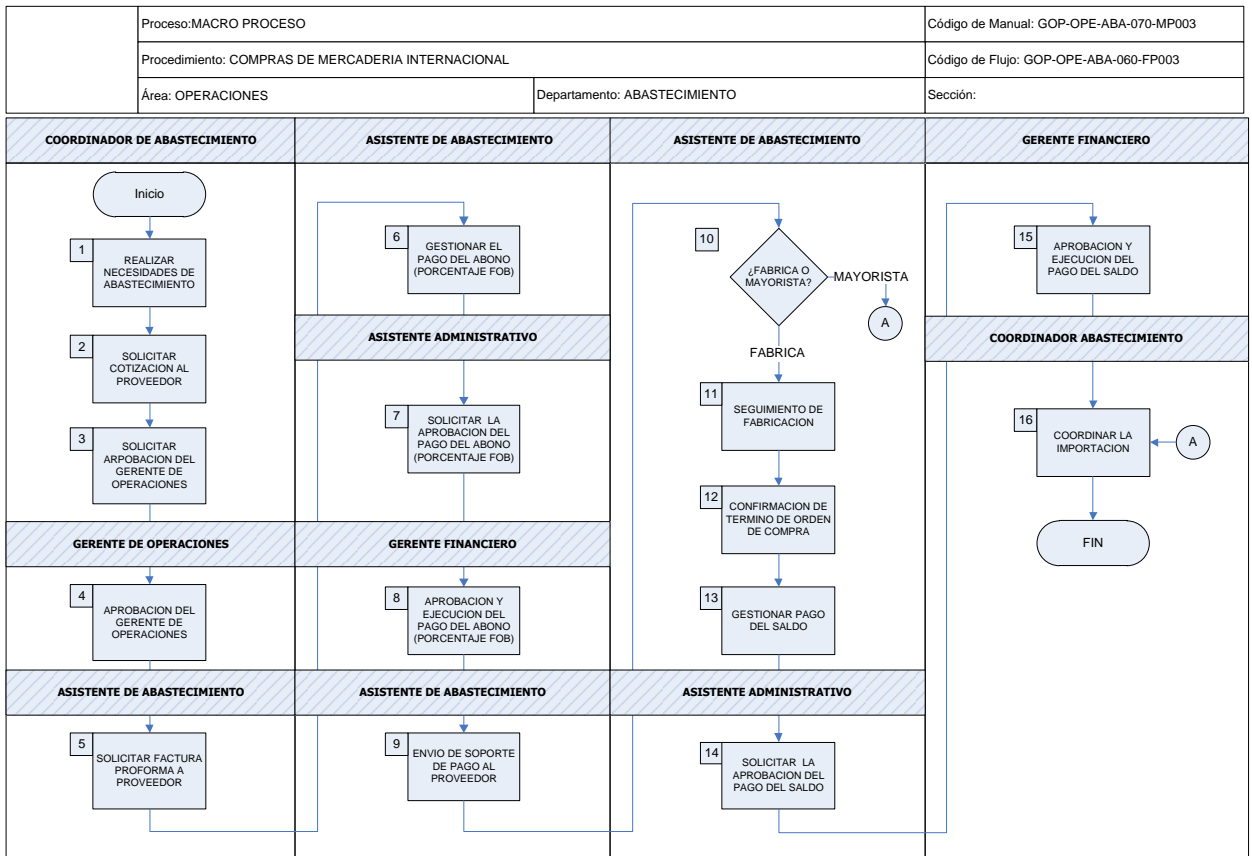 Proceso:MACRO PROCESO
Código de Manual: GOP-OPE-ABA-070-MP003
Procedimiento: COMPRAS DE MERCADERIA INTERNACIONAL
Código de Flujo: GOP-OPE-ABA-060-FP003
Área: OPERACIONES
Departamento: ABASTECIMIENTO
Sección:
COORDINADOR DE ABASTECIMIENTO
Inicio
1
REALIZAR
NECESIDADES DE
ABASTECIMIENTO
2
SOLICITAR
COTIZACION AL
PROVEEDOR
3
SOLICITAR
ARPOBACION DEL
GERENTE DE
OPERACIONES
GERENTE DE OPERACIONES
4
APROBACION DEL
GERENTE DE
OPERACIONES
ASISTENTE DE ABASTECIMIENTO
5
SOLICITAR FACTURA
PROFORMA A
PROVEEDOR
ASISTENTE DE ABASTECIMIENTO
6
GESTIONAR EL
PAGO DEL ABONO
(PORCENTAJE FOB)
ASISTENTE ADMINISTRATIVO
7
SOLICITAR LA
APROBACION DEL
PAGO DEL ABONO
(PORCENTAJE FOB)
GERENTE FINANCIERO
8
APROBACION Y
EJECUCION DEL
PAGO DEL ABONO
(PORCENTAJE FOB)
ASISTENTE DE ABASTECIMIENTO
9
ENVIO DE SOPORTE
DE PAGO AL
PROVEEDOR
ASISTENTE DE ABASTECIMIENTO
10
¿FABRICA O
MAYORISTA?
MAYORISTA
A
FABRICA
11
SEGUIMIENTO DE
FABRICACION
12
CONFIRMACION DE
TERMINO DE ORDEN
DE COMPRA
13
GESTIONAR PAGO
DEL SALDO
ASISTENTE ADMINISTRATIVO
14
SOLICITAR LA
APROBACION DEL
PAGO DEL SALDO
GERENTE FINANCIERO
15
APROBACION Y
EJECUCION DEL
PAGO DEL SALDO
COORDINADOR ABASTECIMIENTO
16
COORDINAR LA
IMPORTACION
A
FIN